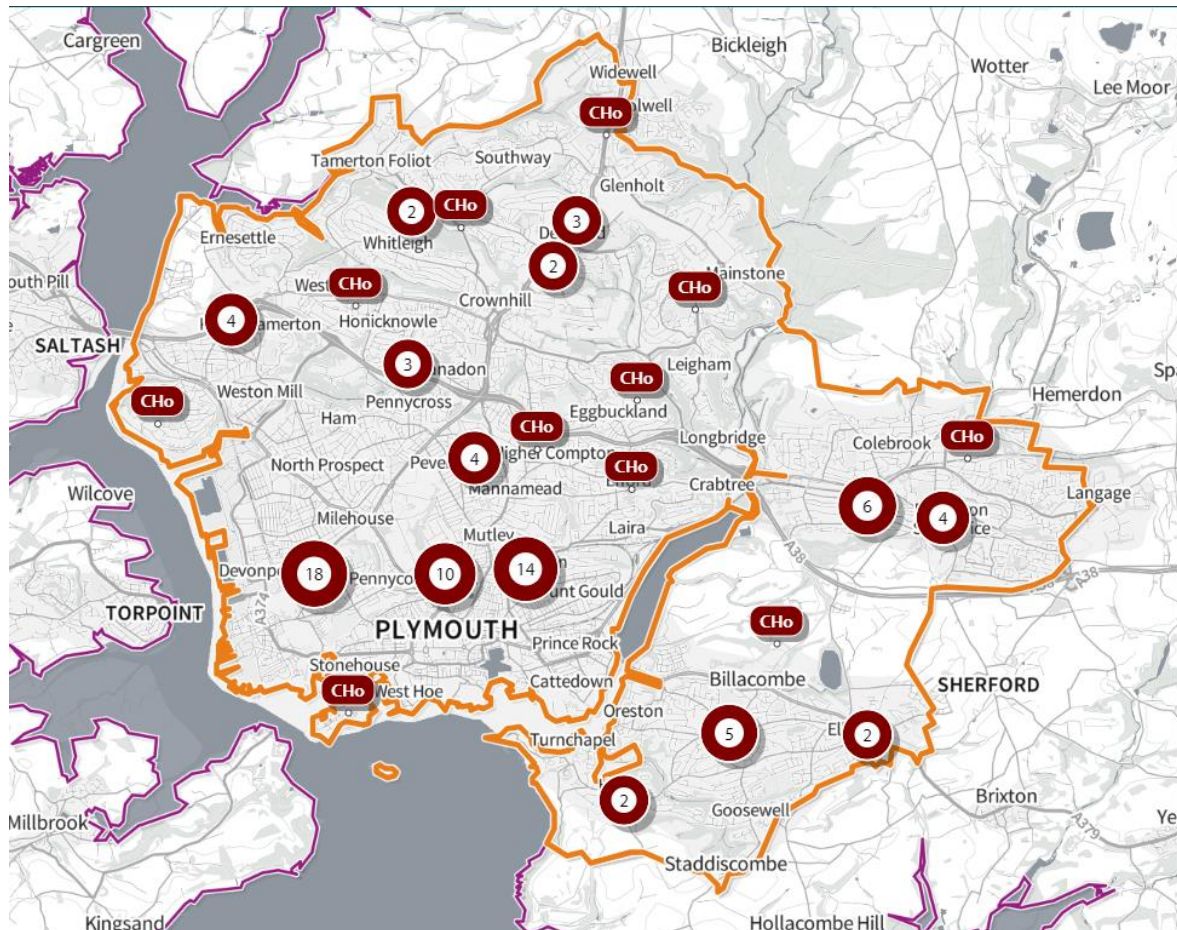 Cargreen
Bickleigh
Wotter
Lee Moor
Widewell
CHo
Tamerton Foliot
Southway
Glenholt
2
CHo
3
Ernesettle
Whitleigh
2
Mainstone
CHo
West
CHo
Crownhill
4
Honicknowle
SALTASH
3
Leigham
Pennycross
CHo
Hemerdon
CHo
Weston Mill
Ham
Eggbuckland
CHo
Longbridge
Colebrook
CHo
North Prospect
4
Higher Compton
CHo
Crabtree
Mannamead
Wilcove
Langage
6
4
Milehouse
Mutley
Laira
A38
18
10
14
A38
A38
A374
TORPOINT
PLYMOUTH
Prince Rock
CHo
Stonehouse
CHo
West Hoe
Cattedown
Billacombe
SHERFORD
Oreston
Turnchapel
5
2
2
Goosewell
Brixton
A379
Millbrook
Staddiscombe
Kingsand
Hollacombe Hill